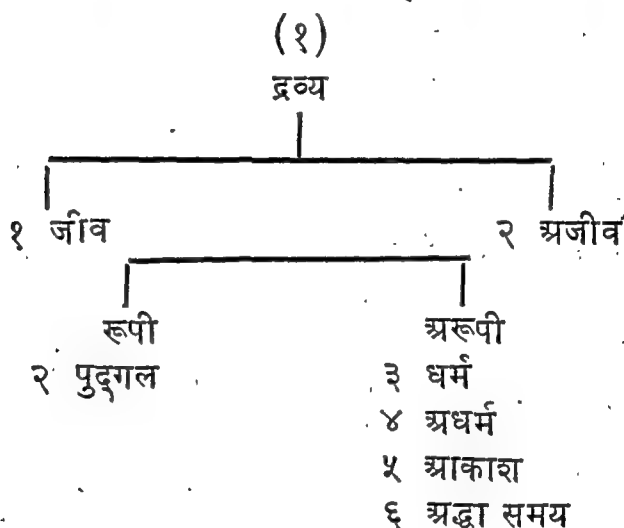 (१)
द्रव्य
१ जीव २ अजीव
रूपी अरूपी
२ पुद्गल ३ धर्म
४ अधर्म
५ आकाश
६ अद्धा समय